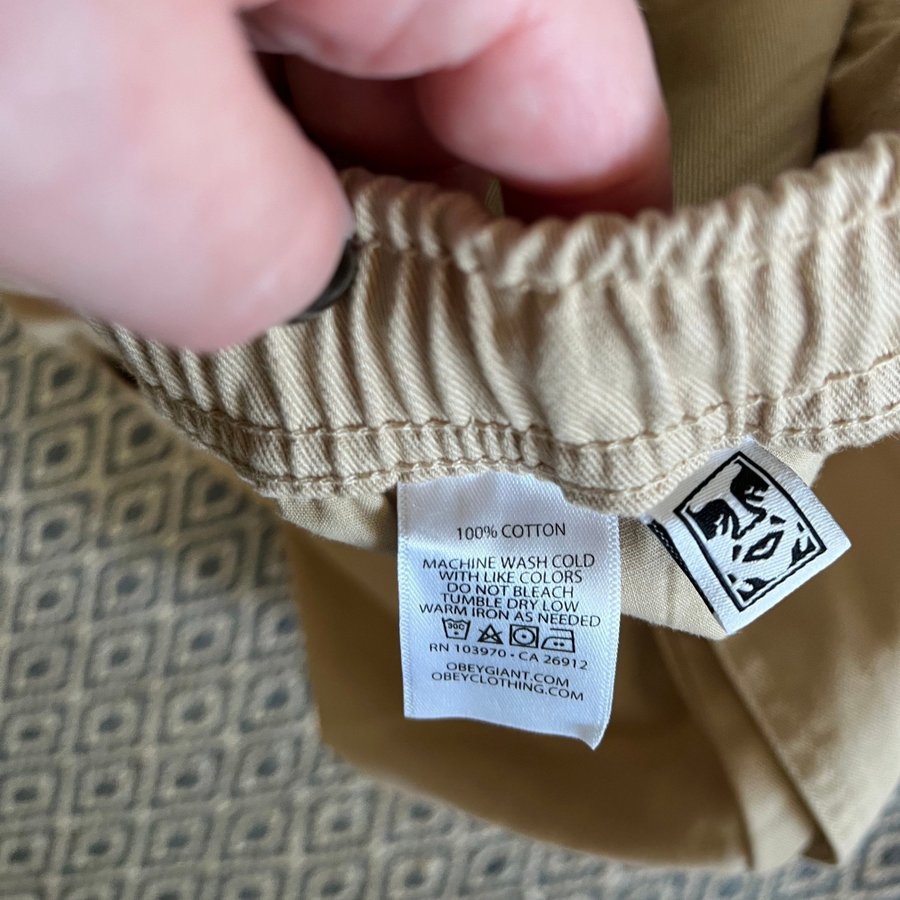 100% COTTON
MACHINE WASH COLD
WITH LIKE COLORS
DO NOT BLEACH
TUMBLE DRY LOW
WARM IRON AS NEEDED
30C
RN 103970 - CA 26912
OBEYGIANT.COM
OBEYCLOTHING.COM